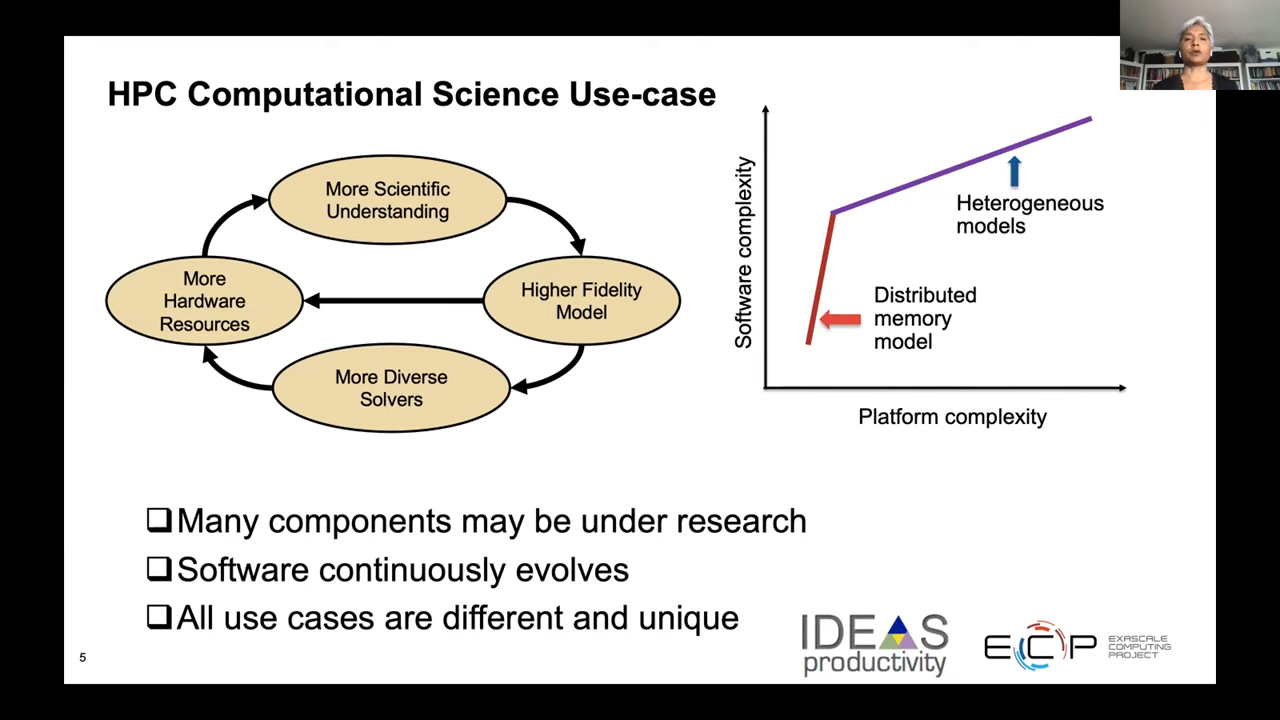 HPC Computational Science Use-case
More Scientific
Understanding
More
Hardware
Resources
Higher Fidelity
Model
More Diverse
Solvers
Software complexity
Heterogeneous
models
Distributed
memory
model
Platform complexity
❑Many components may be under research
❑Software continuously evolves
❑All use cases are different and unique
5
IDEAS
productivity
ECP
EXASCALE
COMPUTING
PROJECT